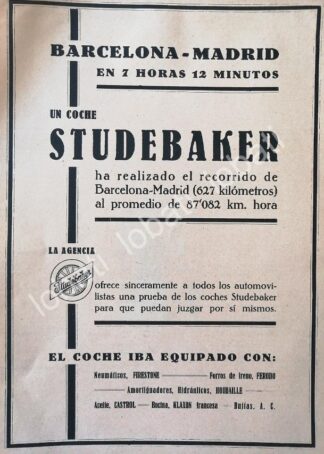 BARCELONA-MADRID
EN 7 HORAS 12 MINUTOS
UN COCHE
STUDEBAKER
ha realizado el recorrido de
Barcelona-Madrid (627 kilómetros)
al promedio de 87'082 km. hora
LA AGENCIA
Studebaker
ofrece sinceramente a todos los automovi-
listas una prueba de los coches Studebaker
para que puedan juzgar por sí mismos.
EL COCHE IBA EQUIPADO CON:
Neumáticos, FIRESTONE — Forros de freno, FERODO
— Amortiguadores, Hidráulicos, HOUDAILLE —
Aceite, CASTROL — Bocina, KLAXON francesa — Bujías, A. C.